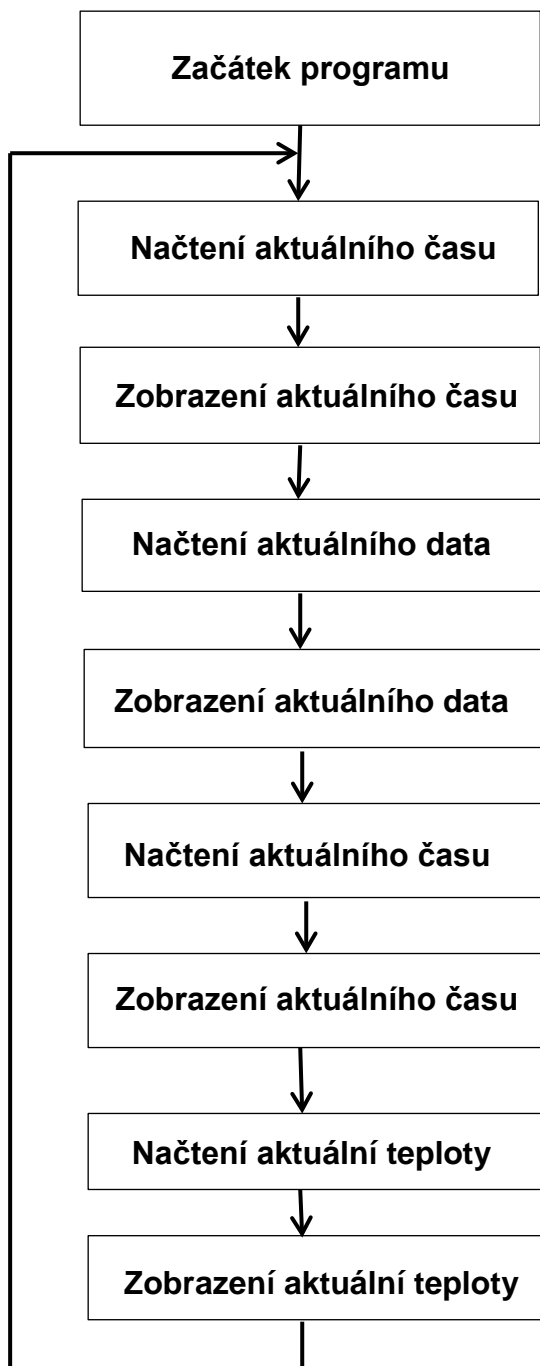 Začátek programu
Načtení aktuálního času
Zobrazení aktuálního času
Načtení aktuálního data
Zobrazení aktuálního data
Načtení aktuálního času
Zobrazení aktuálního času
Načtení aktuální teploty
Zobrazení aktuální teploty